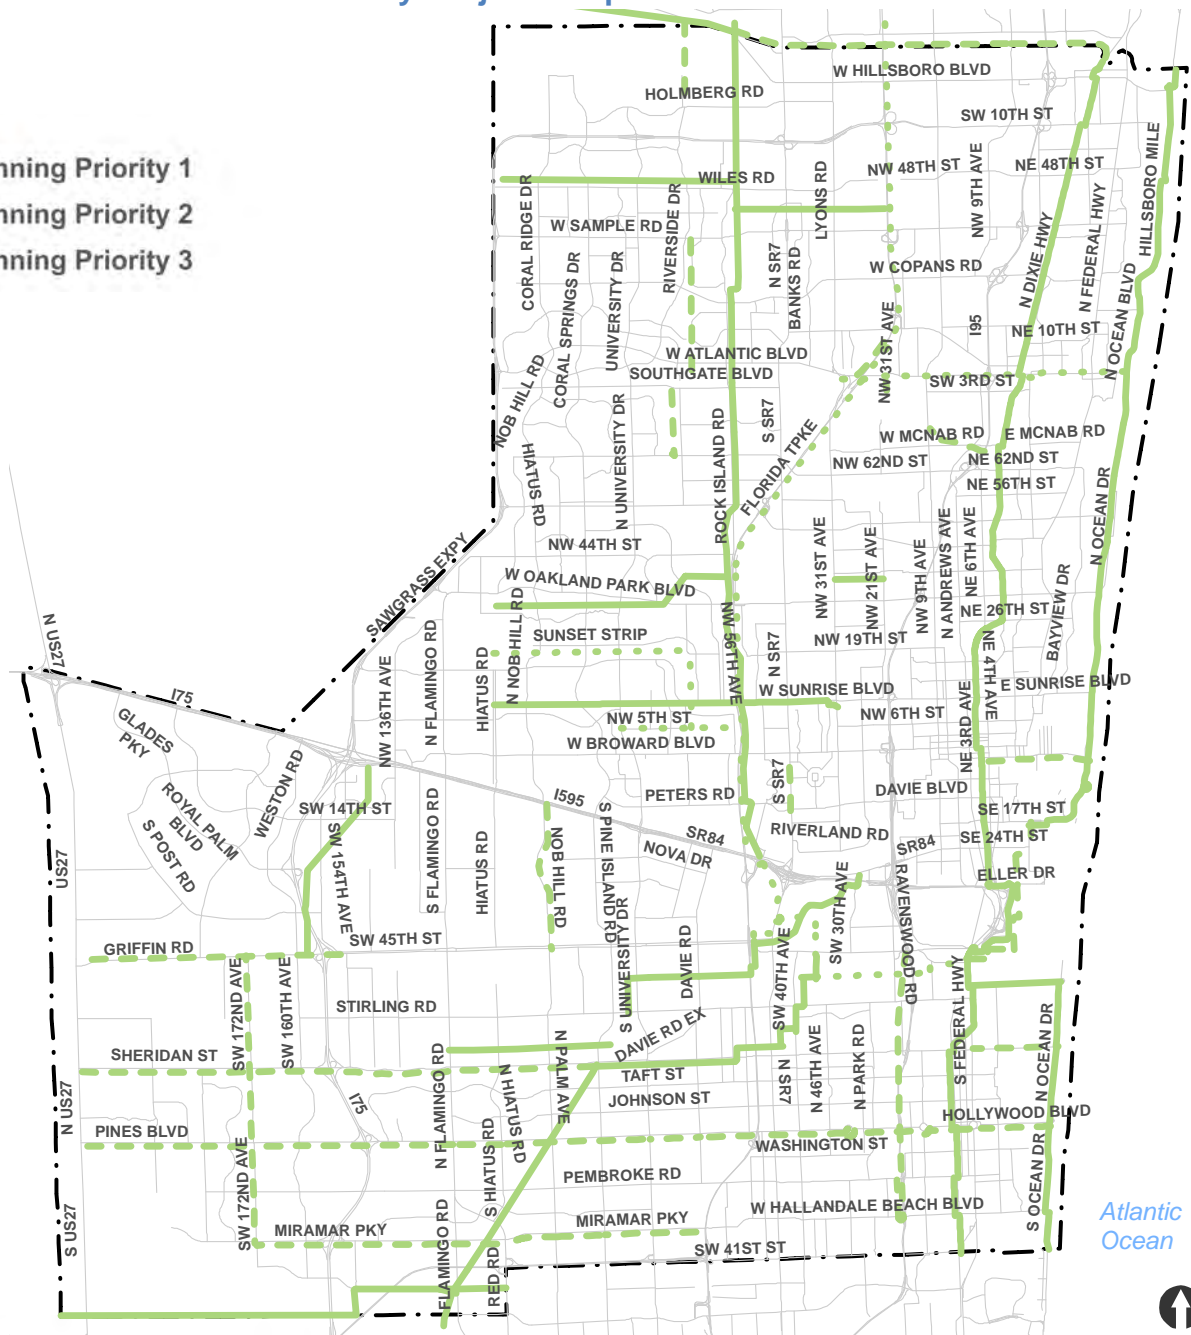 nning Priority 1
nning Priority 2
nning Priority 3
W HILLSBORO BLVD
HOLMBERG RD
SW 10TH ST
HILLSBORO MILE
NW 48TH ST
NE 48TH ST
NW 9TH AVE
WILES RD
LYONS RD
CORAL RIDGE DR
RIVERSIDE DR
W SAMPLE RD
N DIXIE HWY
N FEDERAL HWY
N SR7
BANKS RD
W COPANS RD
CORAL SPRINGS DR
UNIVERSITY DR
I95
NE 10TH ST
N OCEAN BLVD
NW 31ST AVE
W ATLANTIC BLVD
SOUTHGATE BLVD
SW 3RD ST
NOB HILL RD
N UNIVERSITY DR
ROCK ISLAND RD
S SR7
FLORIDA TPKE
W MCNAB RD
E MCNAB RD
HIATUS RD
NW 62ND ST
NE 62ND ST
NE 56TH ST
N OCEAN DR
NW 44TH ST
SAWGRASS EXPY
NW 31ST AVE
NW 21ST AVE
NW 9TH AVE
N ANDREWS AVE
NE 6TH AVE
W OAKLAND PARK BLVD
NE 26TH ST
BAYVIEW DR
N US27
N FLAMINGO RD
HIATUS RD
N NOB HILL RD
SUNSET STRIP
NW 56TH AVE
N SR7
NW 19TH ST
NE 4TH AVE
I75
NW 136TH AVE
W SUNRISE BLVD
E SUNRISE BLVD
NW 5TH ST
NW 6TH ST
NE 3RD AVE
GLADES
PKY
W BROWARD BLVD
WESTON RD
I595
PETERS RD
S SR7
DAVIE BLVD
SW 14TH ST
SE 17TH ST
ROYAL PALM
BLVD
S POST RD
SW 154TH AVE
S FLAMINGO RD
HIATUS RD
NOB HILL RD
S PINE ISLAND RD
SR84
NOVA DR
RIVERLAND RD
SR84
SE 24TH ST
US27
ELLER DR
SW 30TH AVE
RAVENSWOOD RD
GRIFFIN RD
SW 45TH ST
S UNIVERSITY DR
DAVIE RD
SW 40TH AVE
SW 172ND AVE
SW 160TH AVE
STIRLING RD
S FEDERAL HWY
N OCEAN DR
DAVIE RD EX
SHERIDAN ST
N FLAMINGO RD
N PALM AVE
TAFT ST
N SR7
N 46TH AVE
N PARK RD
N US27
I75
N HIATUS RD
JOHNSON ST
HOLLYWOOD BLVD
PINES BLVD
WASHINGTON ST
SW 172ND AVE
S HIATUS RD
PEMBROKE RD
S OCEAN DR
W HALLANDALE BEACH BLVD
S US27
MIRAMAR PKY
MIRAMAR PKY
FLAMINGO RD
RED RD
SW 41ST ST
Atlantic
Ocean